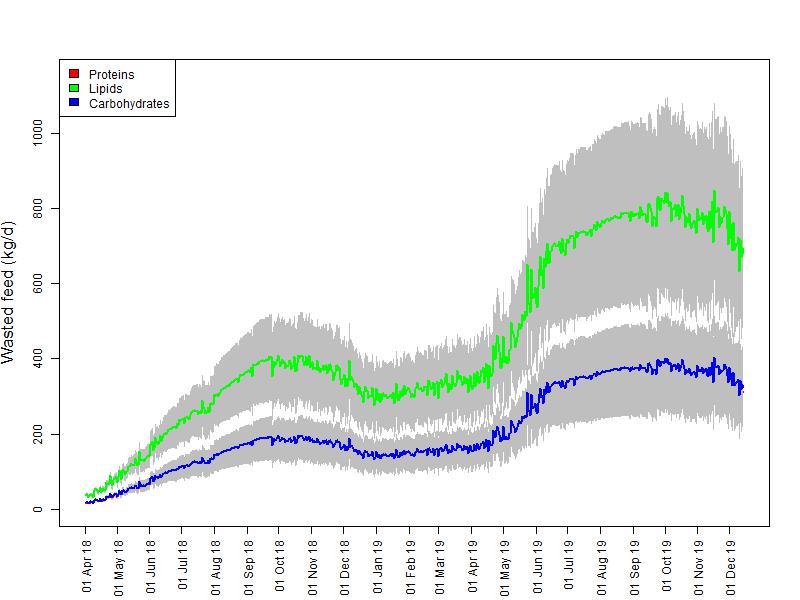 Proteins
Lipids
Carbohydrates
Wasted feed (kg/d)
1000
800
600
400
200
0
01 Apr 18
01 May 18
01 Jun 18
01 Jul 18
01 Aug 18
01 Sep 18
01 Oct 18
01 Nov 18
01 Dec 18
01 Jan 19
01 Feb 19
01 Mar 19
01 Apr 19
01 May 19
01 Jun 19
01 Jul 19
01 Aug 19
01 Sep 19
01 Oct 19
01 Nov 19
01 Dec 19